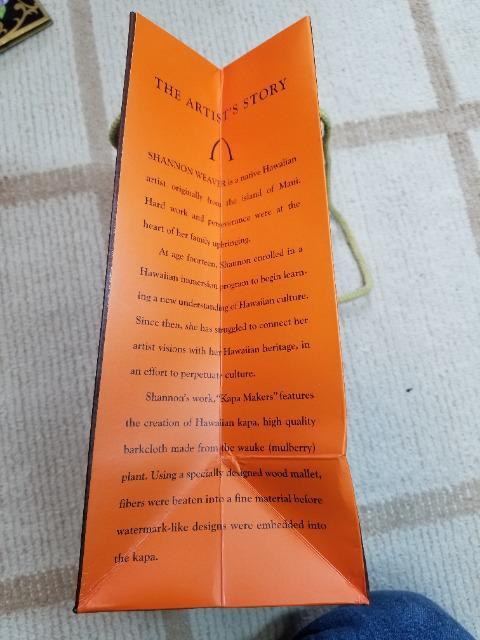 THE ARTIST'S STORY
SHANNON WEAVER is a native Hawaiian
artist originally from the island of Maui.
Hard work and perseverance were at the
heart of her family upbringing.
At age fourteen, Shannon enrolled in a
Hawaiian immersion program to begin learn-
ing a new understanding of Hawaiian culture.
Since then, she has struggled to connect her
artist visions with her Hawaiian heritage, in
an effort to perpetuate culture.
Shannon's work, "Kapa Makers" features
the creation of Hawaiian kapa, high quality
barkcloth made from the wauke (mulberry)
plant. Using a specially designed wood mallet,
fibers were beaten into a fine material before
watermark-like designs were embedded into
the kapa.